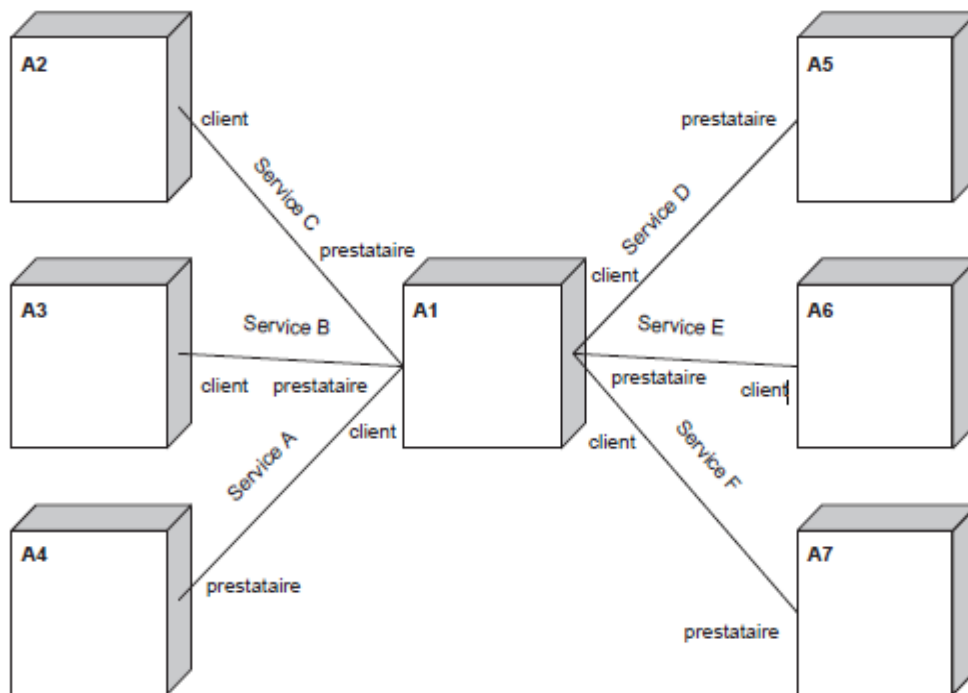 A2
A5
client
prestataire
Service C
Service D
prestataire
client
A3
A1
A6
Service B
Service E
client
prestataire
prestataire
client
client
client
Service A
Service F
A4
A7
prestataire
prestataire